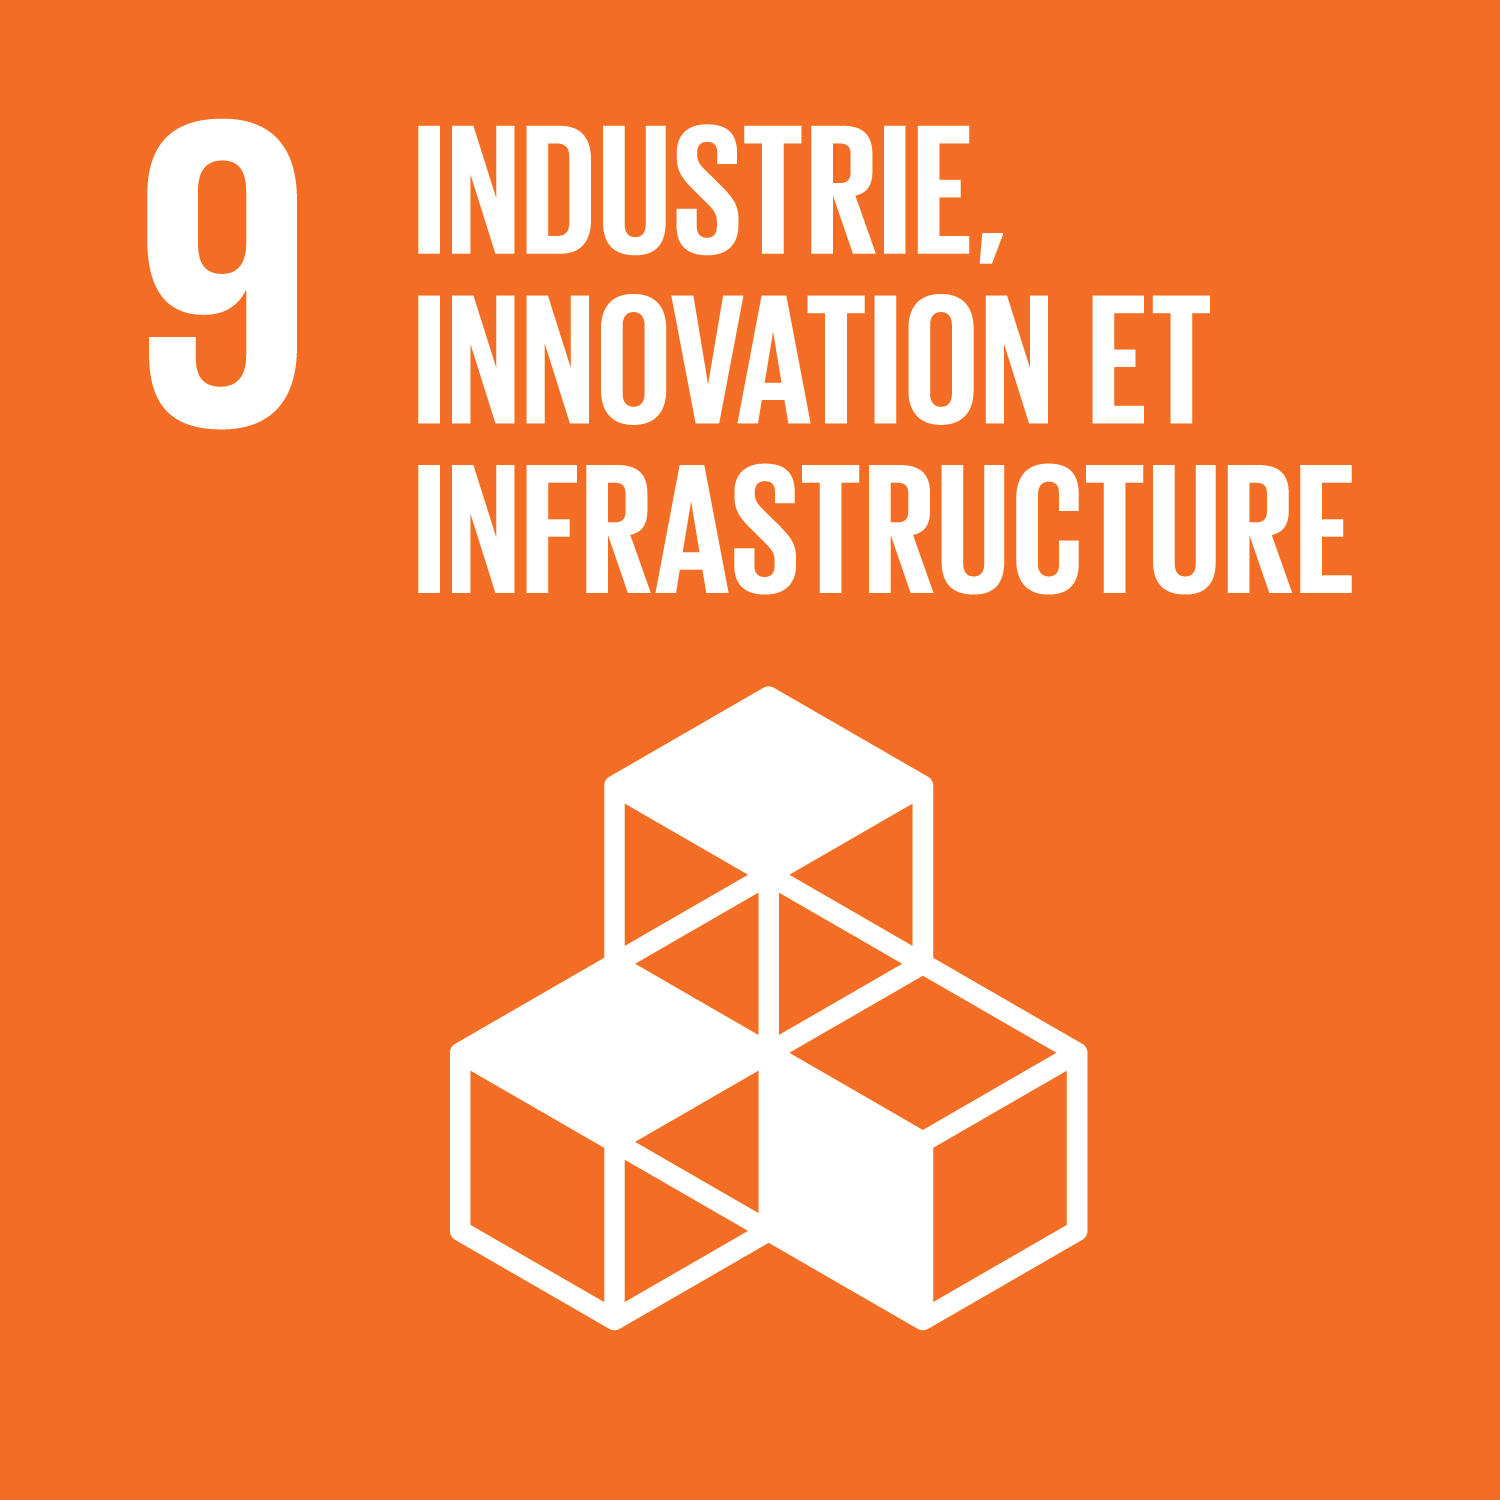 9
INDUSTRIE,
INNOVATION ET
INFRASTRUCTURE